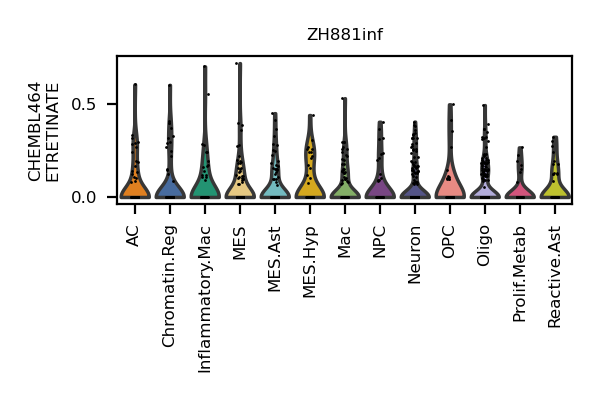 ZH881inf
CHEMBL464
ETRETINATE
0.5
0.0
AC
Chromatin.Reg
Inflammatory.Mac
MES
MES.Ast
MES.Hyp
Mac
NPC
Neuron
OPC
Oligo
Prolif.Metab
Reactive.Ast